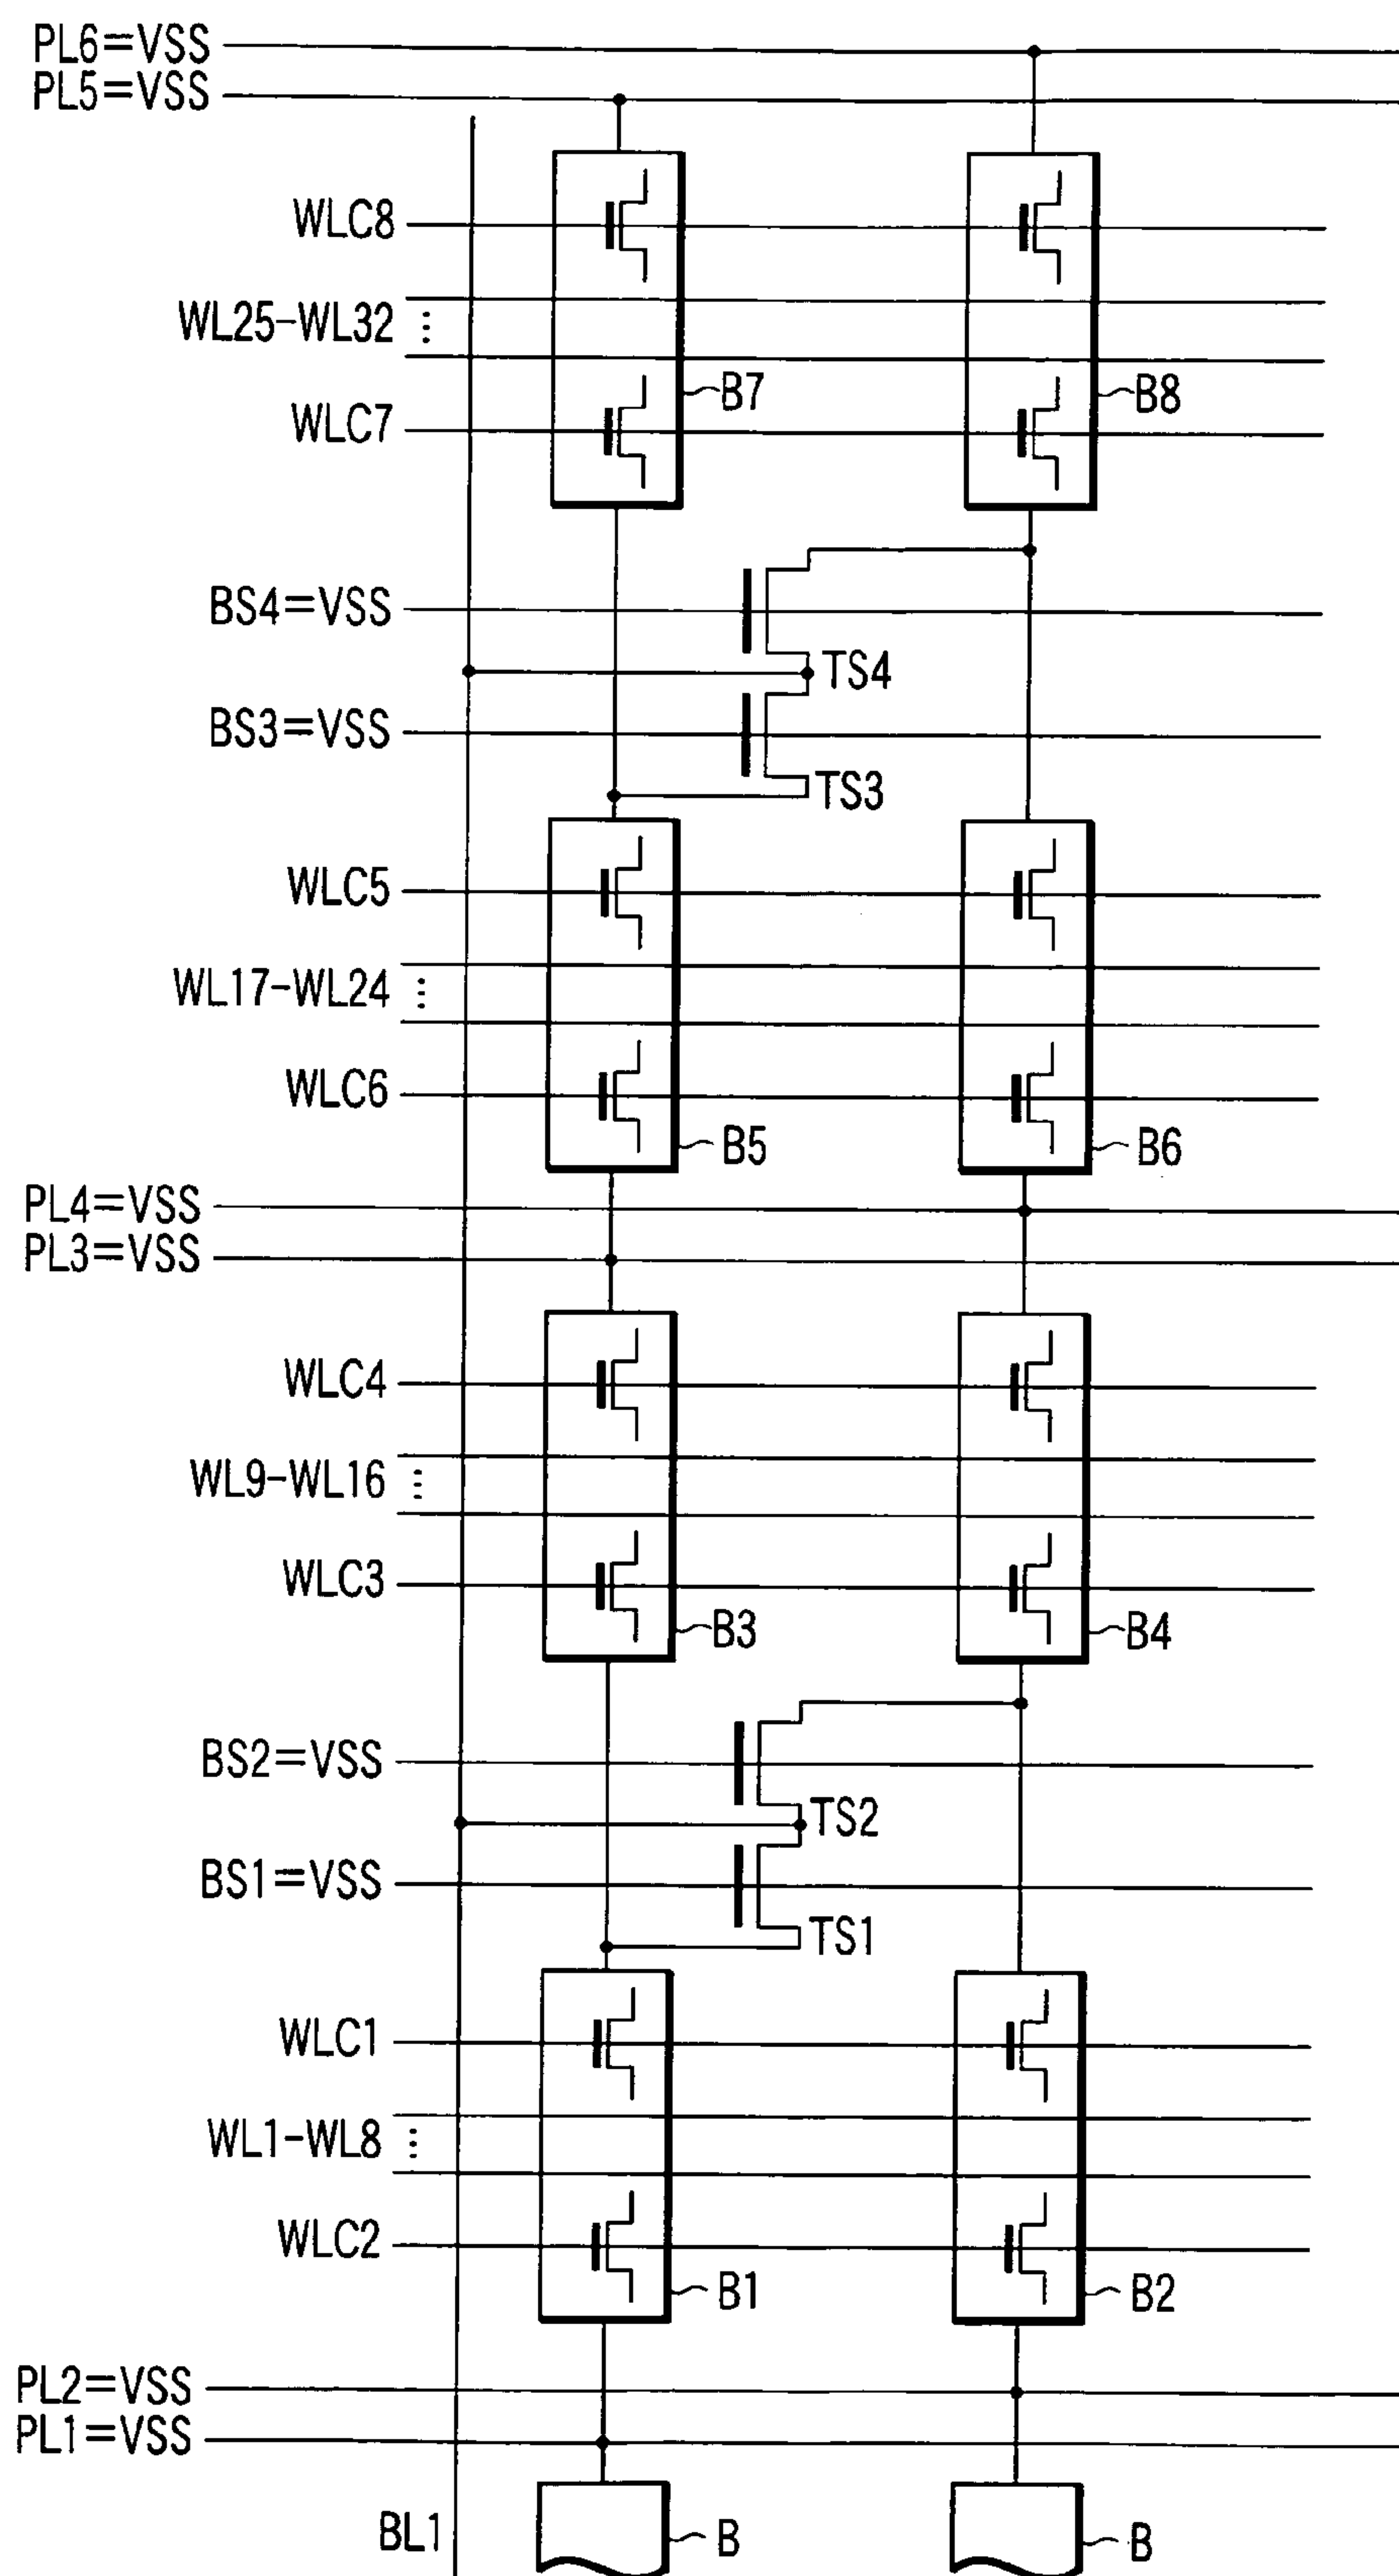 PL6=VSS
PL5=VSS
WLC8
WL25-WL32 ⋮
B7
B8
WLC7
BS4=VSS
TS4
BS3=VSS
TS3
WLC5
WL17-WL24 ⋮
WLC6
B5
B6
PL4=VSS
PL3=VSS
WLC4
WL9-WL16 ⋮
WLC3
B3
B4
BS2=VSS
TS2
BS1=VSS
TS1
WLC1
WL1-WL8 ⋮
WLC2
B1
B2
PL2=VSS
PL1=VSS
BL1
B
B